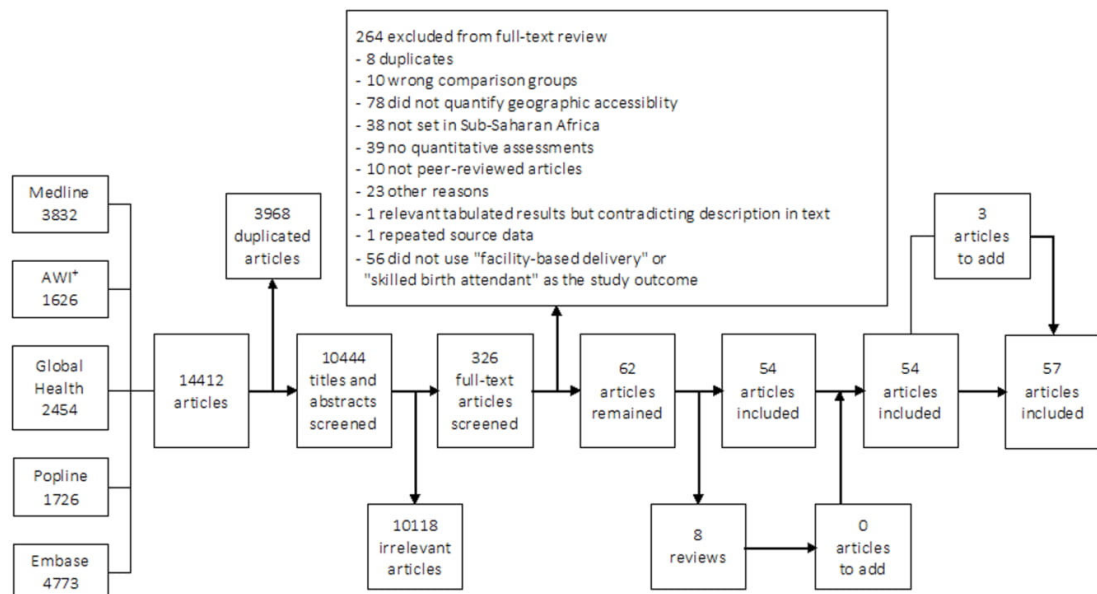 264 excluded from full-text review
- 8 duplicates
- 10 wrong comparison groups
- 78 did not quantify geographic accessiblity
- 38 not set in Sub-Saharan Africa
- 39 no quantitative assessments
- 10 not peer-reviewed articles
- 23 other reasons
- 1 relevant tabulated results but contradicting description in text
- 1 repeated source data
- 56 did not use "facility-based delivery" or
"skilled birth attendant" as the study outcome
Medline
3832
AWI+
1626
Global
Health
2454
Popline
1726
Embase
4773
14412
articles
3968
duplicated
articles
10444
titles and
abstracts
screened
10118
irrelevant
articles
326
full-text
articles
screened
62
articles
remained
8
reviews
54
articles
included
0
articles
to add
54
articles
included
3
articles
to add
57
articles
included